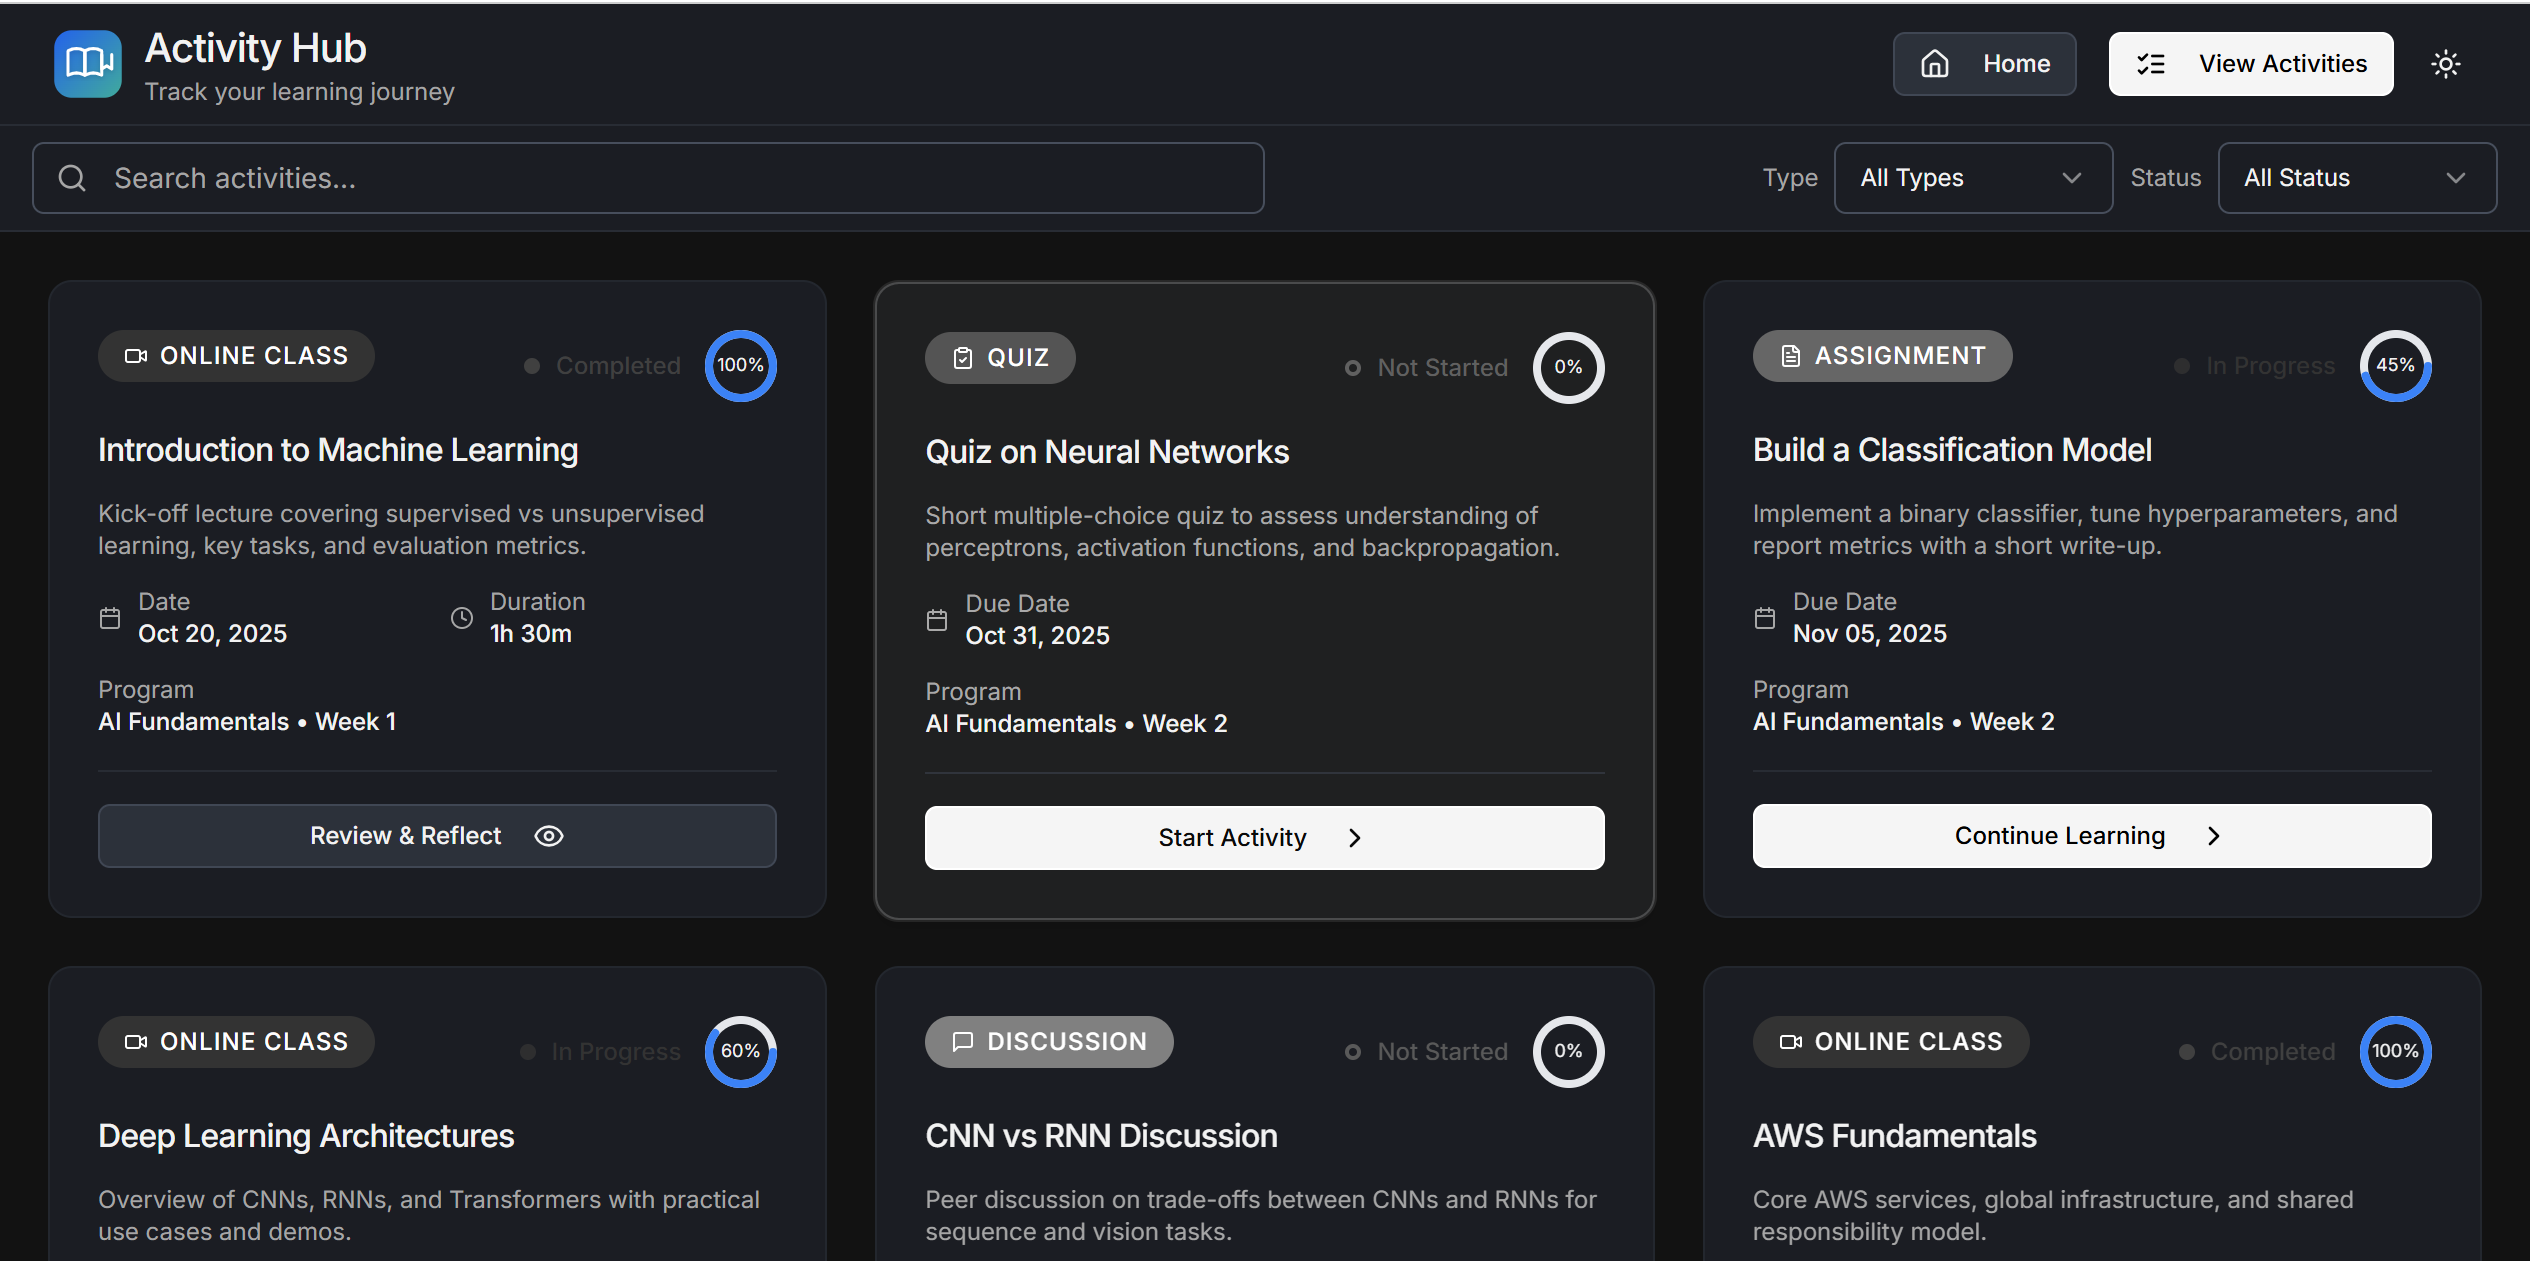 Activity Hub
Track your learning journey
Home
View Activities
Search activities...
Type
All Types
Status
All Status
ONLINE CLASS
Completed
100%
Introduction to Machine Learning
Kick-off lecture covering supervised vs unsupervised
learning, key tasks, and evaluation metrics.
Date
Oct 20, 2025
Duration
1h 30m
Program
AI Fundamentals • Week 1
Review & Reflect
QUIZ
Not Started
0%
Quiz on Neural Networks
Short multiple-choice quiz to assess understanding of
perceptrons, activation functions, and backpropagation.
Due Date
Oct 31, 2025
Program
AI Fundamentals • Week 2
Start Activity
ASSIGNMENT
In Progress
45%
Build a Classification Model
Implement a binary classifier, tune hyperparameters, and
report metrics with a short write-up.
Due Date
Nov 05, 2025
Program
AI Fundamentals • Week 2
Continue Learning
ONLINE CLASS
In Progress
60%
Deep Learning Architectures
Overview of CNNs, RNNs, and Transformers with practical
use cases and demos.
DISCUSSION
Not Started
0%
CNN vs RNN Discussion
Peer discussion on trade-offs between CNNs and RNNs for
sequence and vision tasks.
ONLINE CLASS
Completed
100%
AWS Fundamentals
Core AWS services, global infrastructure, and shared
responsibility model.